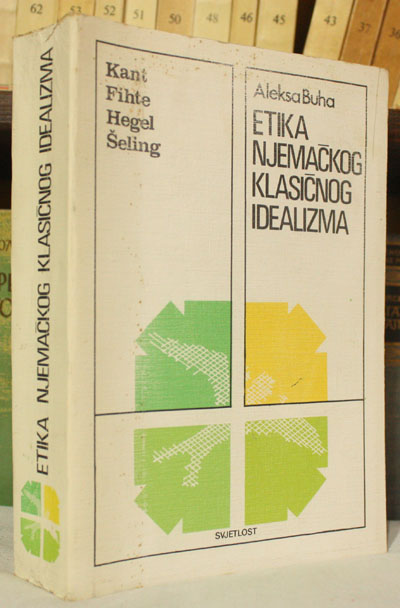 62
53
52
51
50
48
45
43
37
36
Kant
Fihte
Hegel
Šeling
Aleksa Buha
ETIKA
NJEMAČKOG
KLASIČNOG
IDEALIZMA
SVJETLOST
ETIKA NJEMAČKOG KLASIČNOG IDEALIZMA